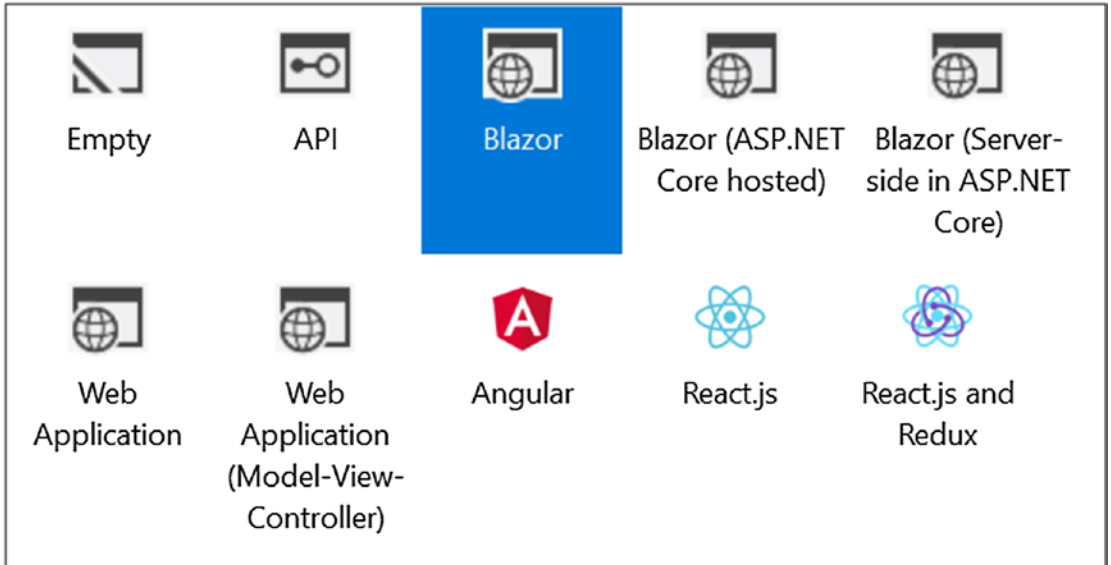 Empty
API
Blazor
Blazor (ASP.NET
Core hosted)
Blazor (Server-
side in ASP.NET
Core)
Web
Application
Web
Application
(Model-View-
Controller)
Angular
React.js
React.js and
Redux